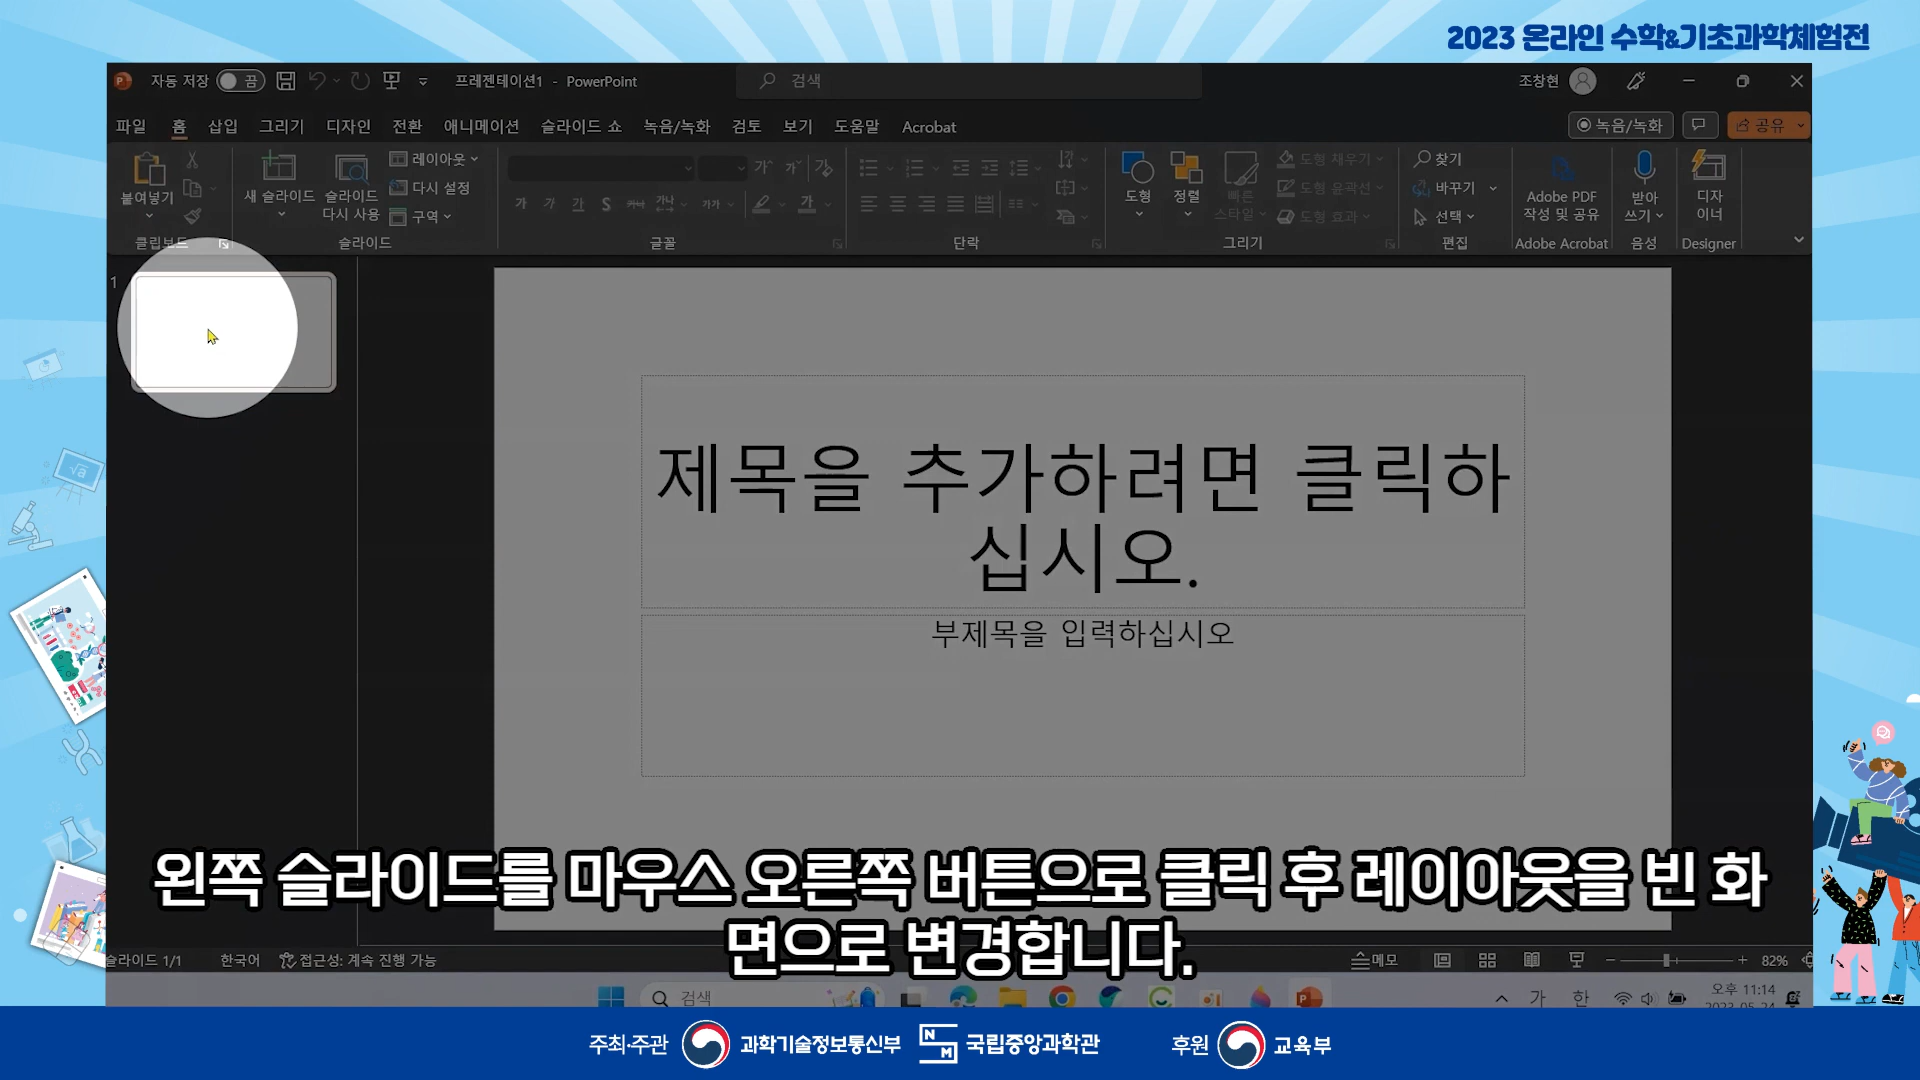 2023 온라인 수학&기초과학체험전
자동 저장 끔 프레젠테이션1 - PowerPoint 검색 조창현
파일 홈 삽입 그리기 디자인 전환 애니메이션 슬라이드 쇼 녹음/녹화 검토 보기 도움말 Acrobat 녹음/녹화 공유
붙여넣기
클립보드
새 슬라이드
슬라이드
다시 사용
레이아웃
다시 설정
구역
슬라이드
글꼴
단락
도형
정렬
빠른
스타일
도형 채우기
도형 윤곽선
도형 효과
그리기
찾기
바꾸기
선택
편집
Adobe PDF
작성 및 공유
Adobe Acrobat
받아
쓰기
음성
디자
이너
Designer
1
제목을 추가하려면 클릭하
십시오.
부제목을 입력하십시오
왼쪽 슬라이드를 마우스 오른쪽 버튼으로 클릭 후 레이아웃을 빈 화
면으로 변경합니다.
슬라이드 1/1 한국어 접근성: 계속 진행 가능 메모 82%
검색 가 한 오후 11:14
주최·주관 과학기술정보통신부 NSM 국립중앙과학관 후원 교육부